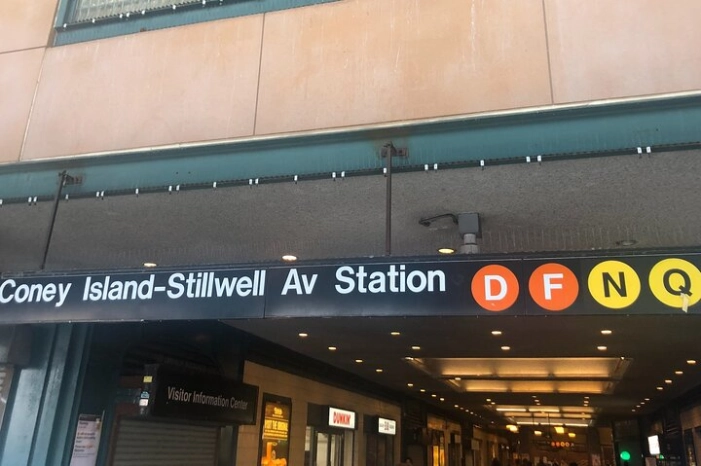 Coney Island-Stillwell Av Station D F N Q
Visitor Information Center
DUNKIN'